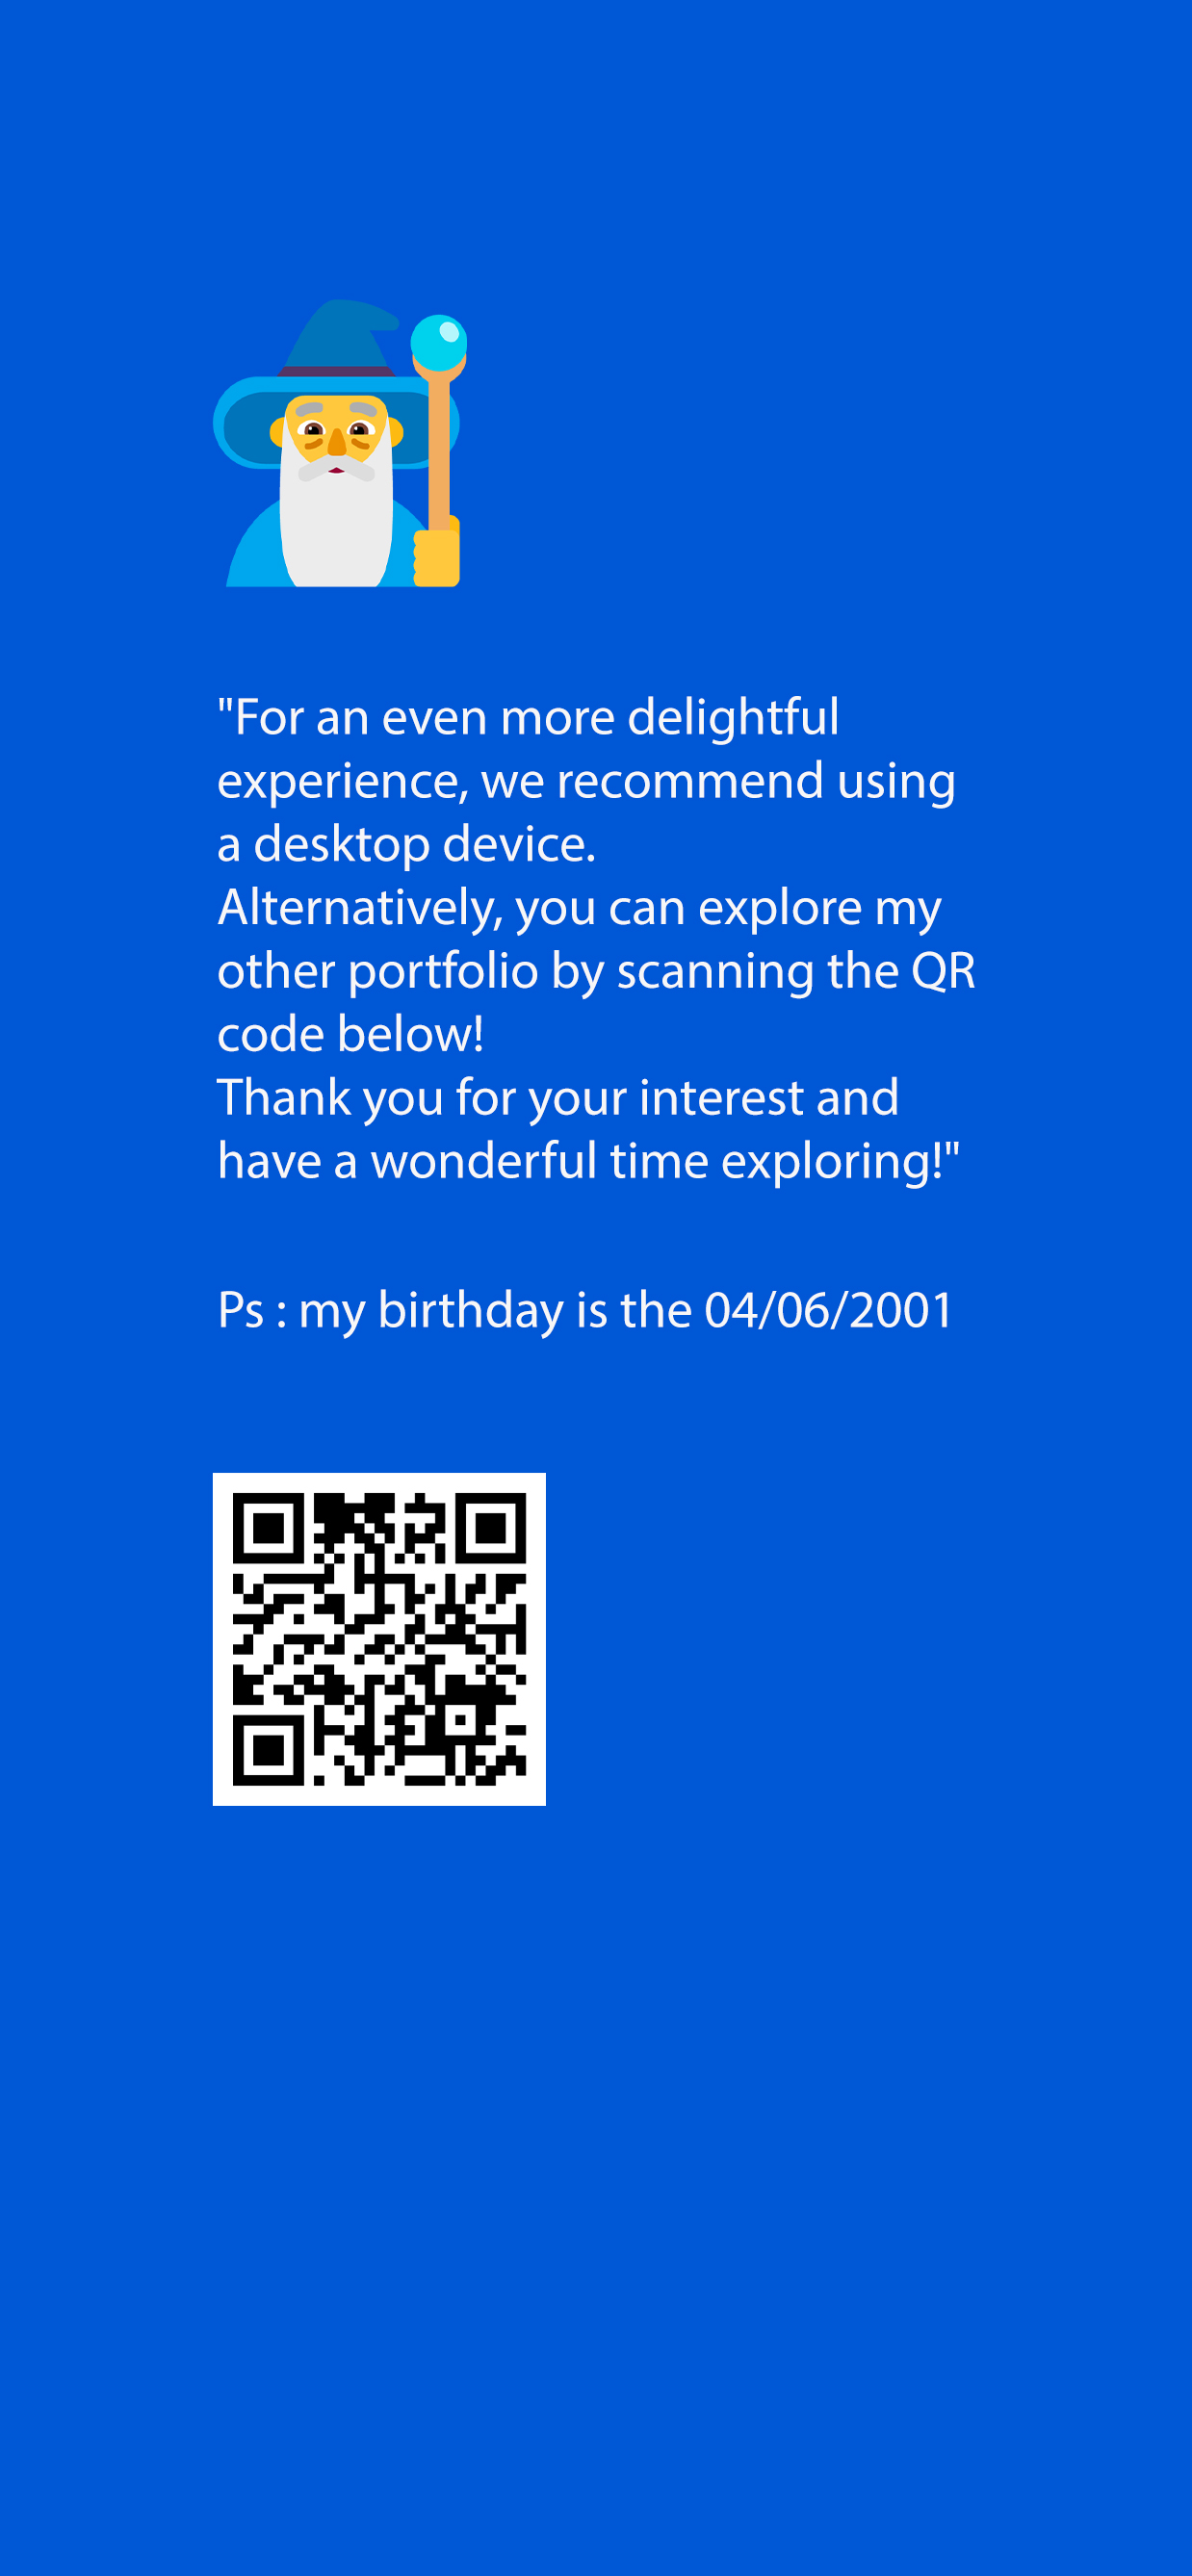 "For an even more delightful
experience, we recommend using
a desktop device.
Alternatively, you can explore my
other portfolio by scanning the QR
code below!
Thank you for your interest and
have a wonderful time exploring!"
Ps : my birthday is the 04/06/2001